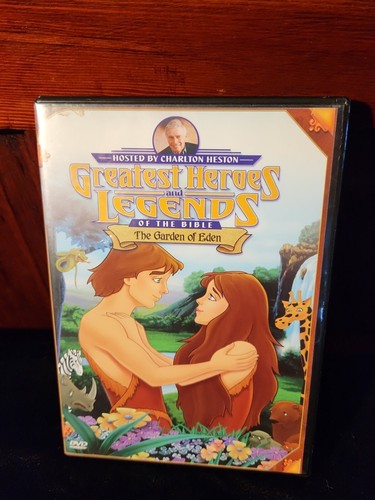 HOSTED BY CHARLTON HESTON
GREATEST HEROES
AND
LEGENDS
OF THE BIBLE
The Garden of Eden
DVD